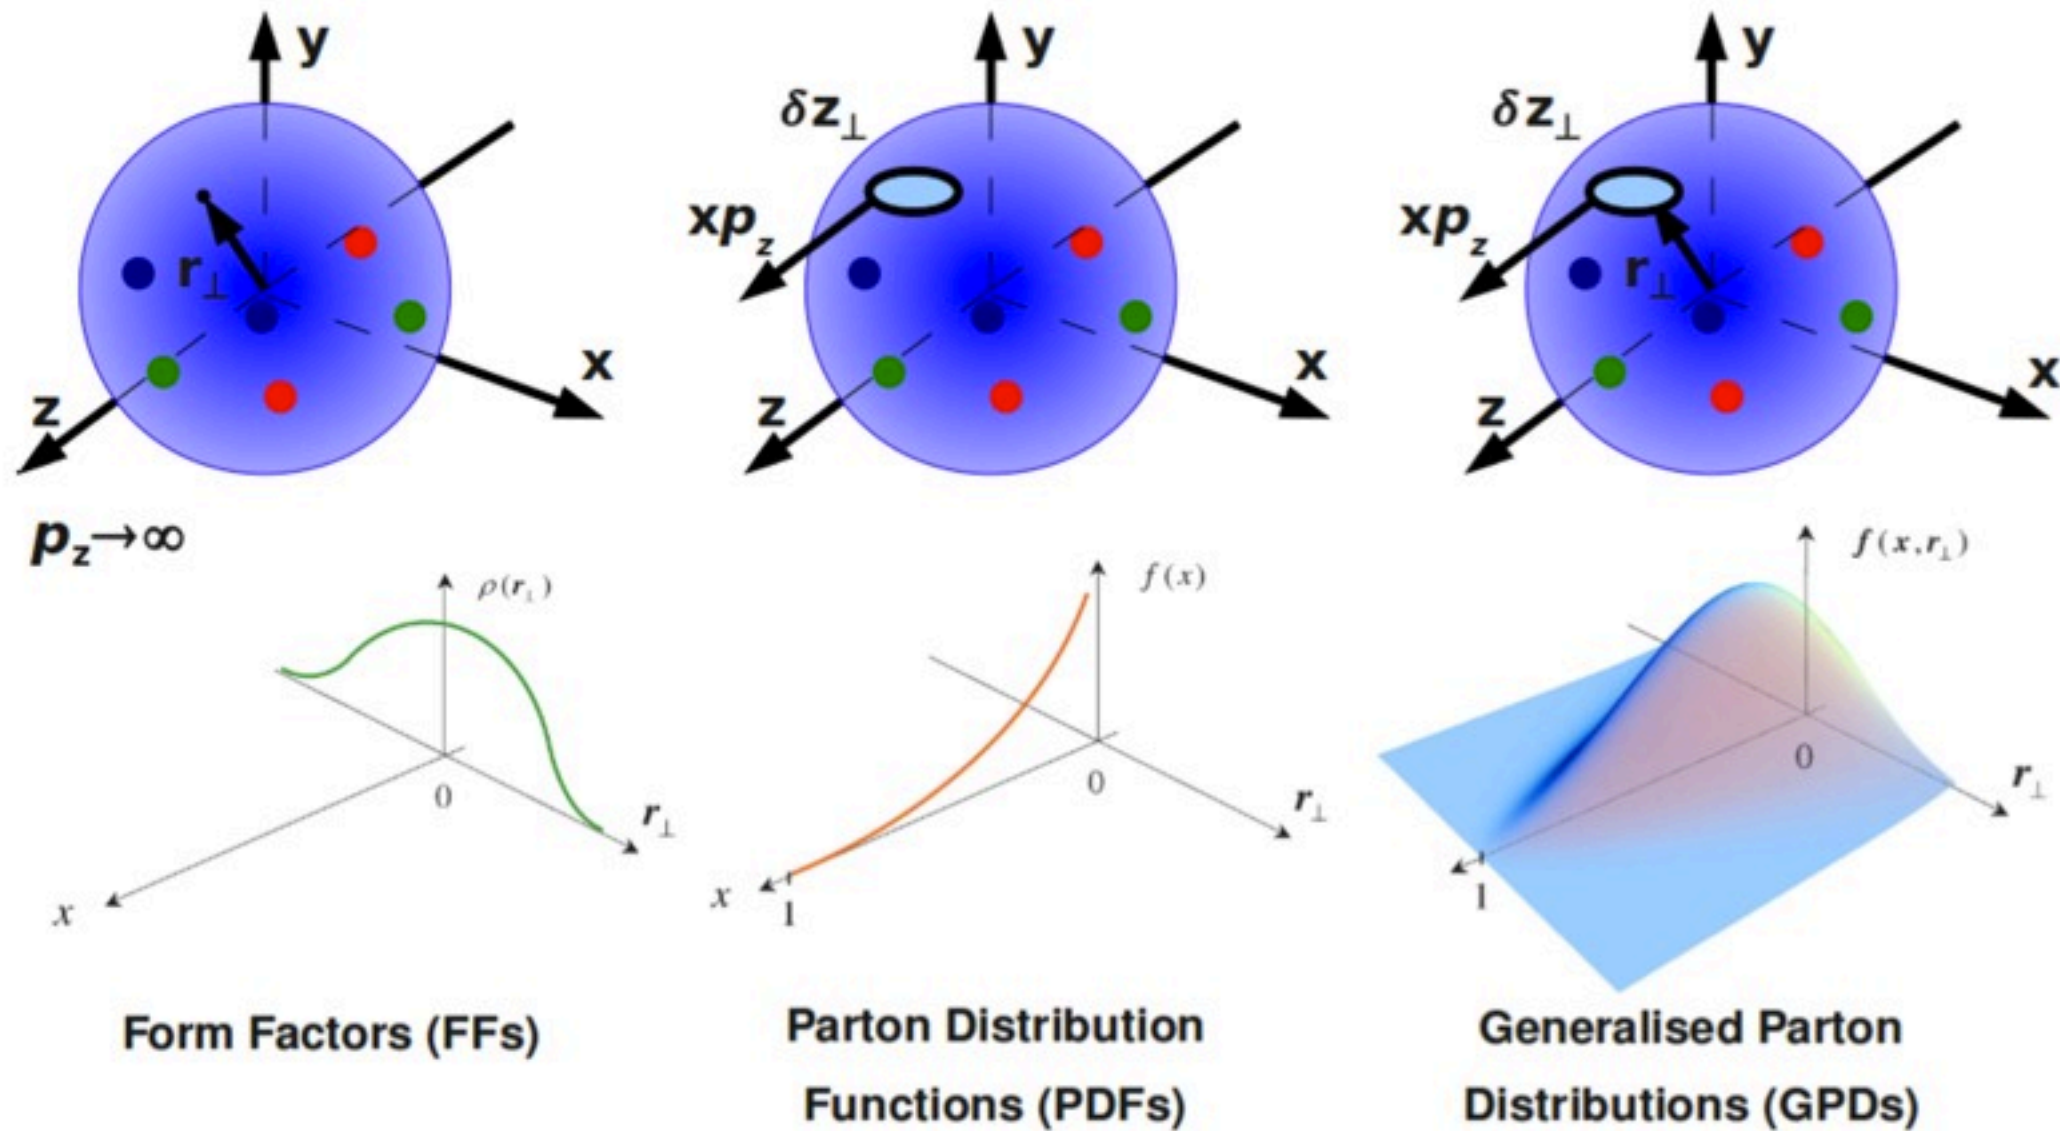 y
r⊥
x
z
p_z→∞
ρ(r⊥)
0
r⊥
x
Form Factors (FFs)
y
δz⊥
xp_z
x
z
f(x)
0
r⊥
x
1
Parton Distribution
Functions (PDFs)
y
δz⊥
xp_z
r⊥
x
z
f(x,r⊥)
0
r⊥
1
Generalised Parton
Distributions (GPDs)